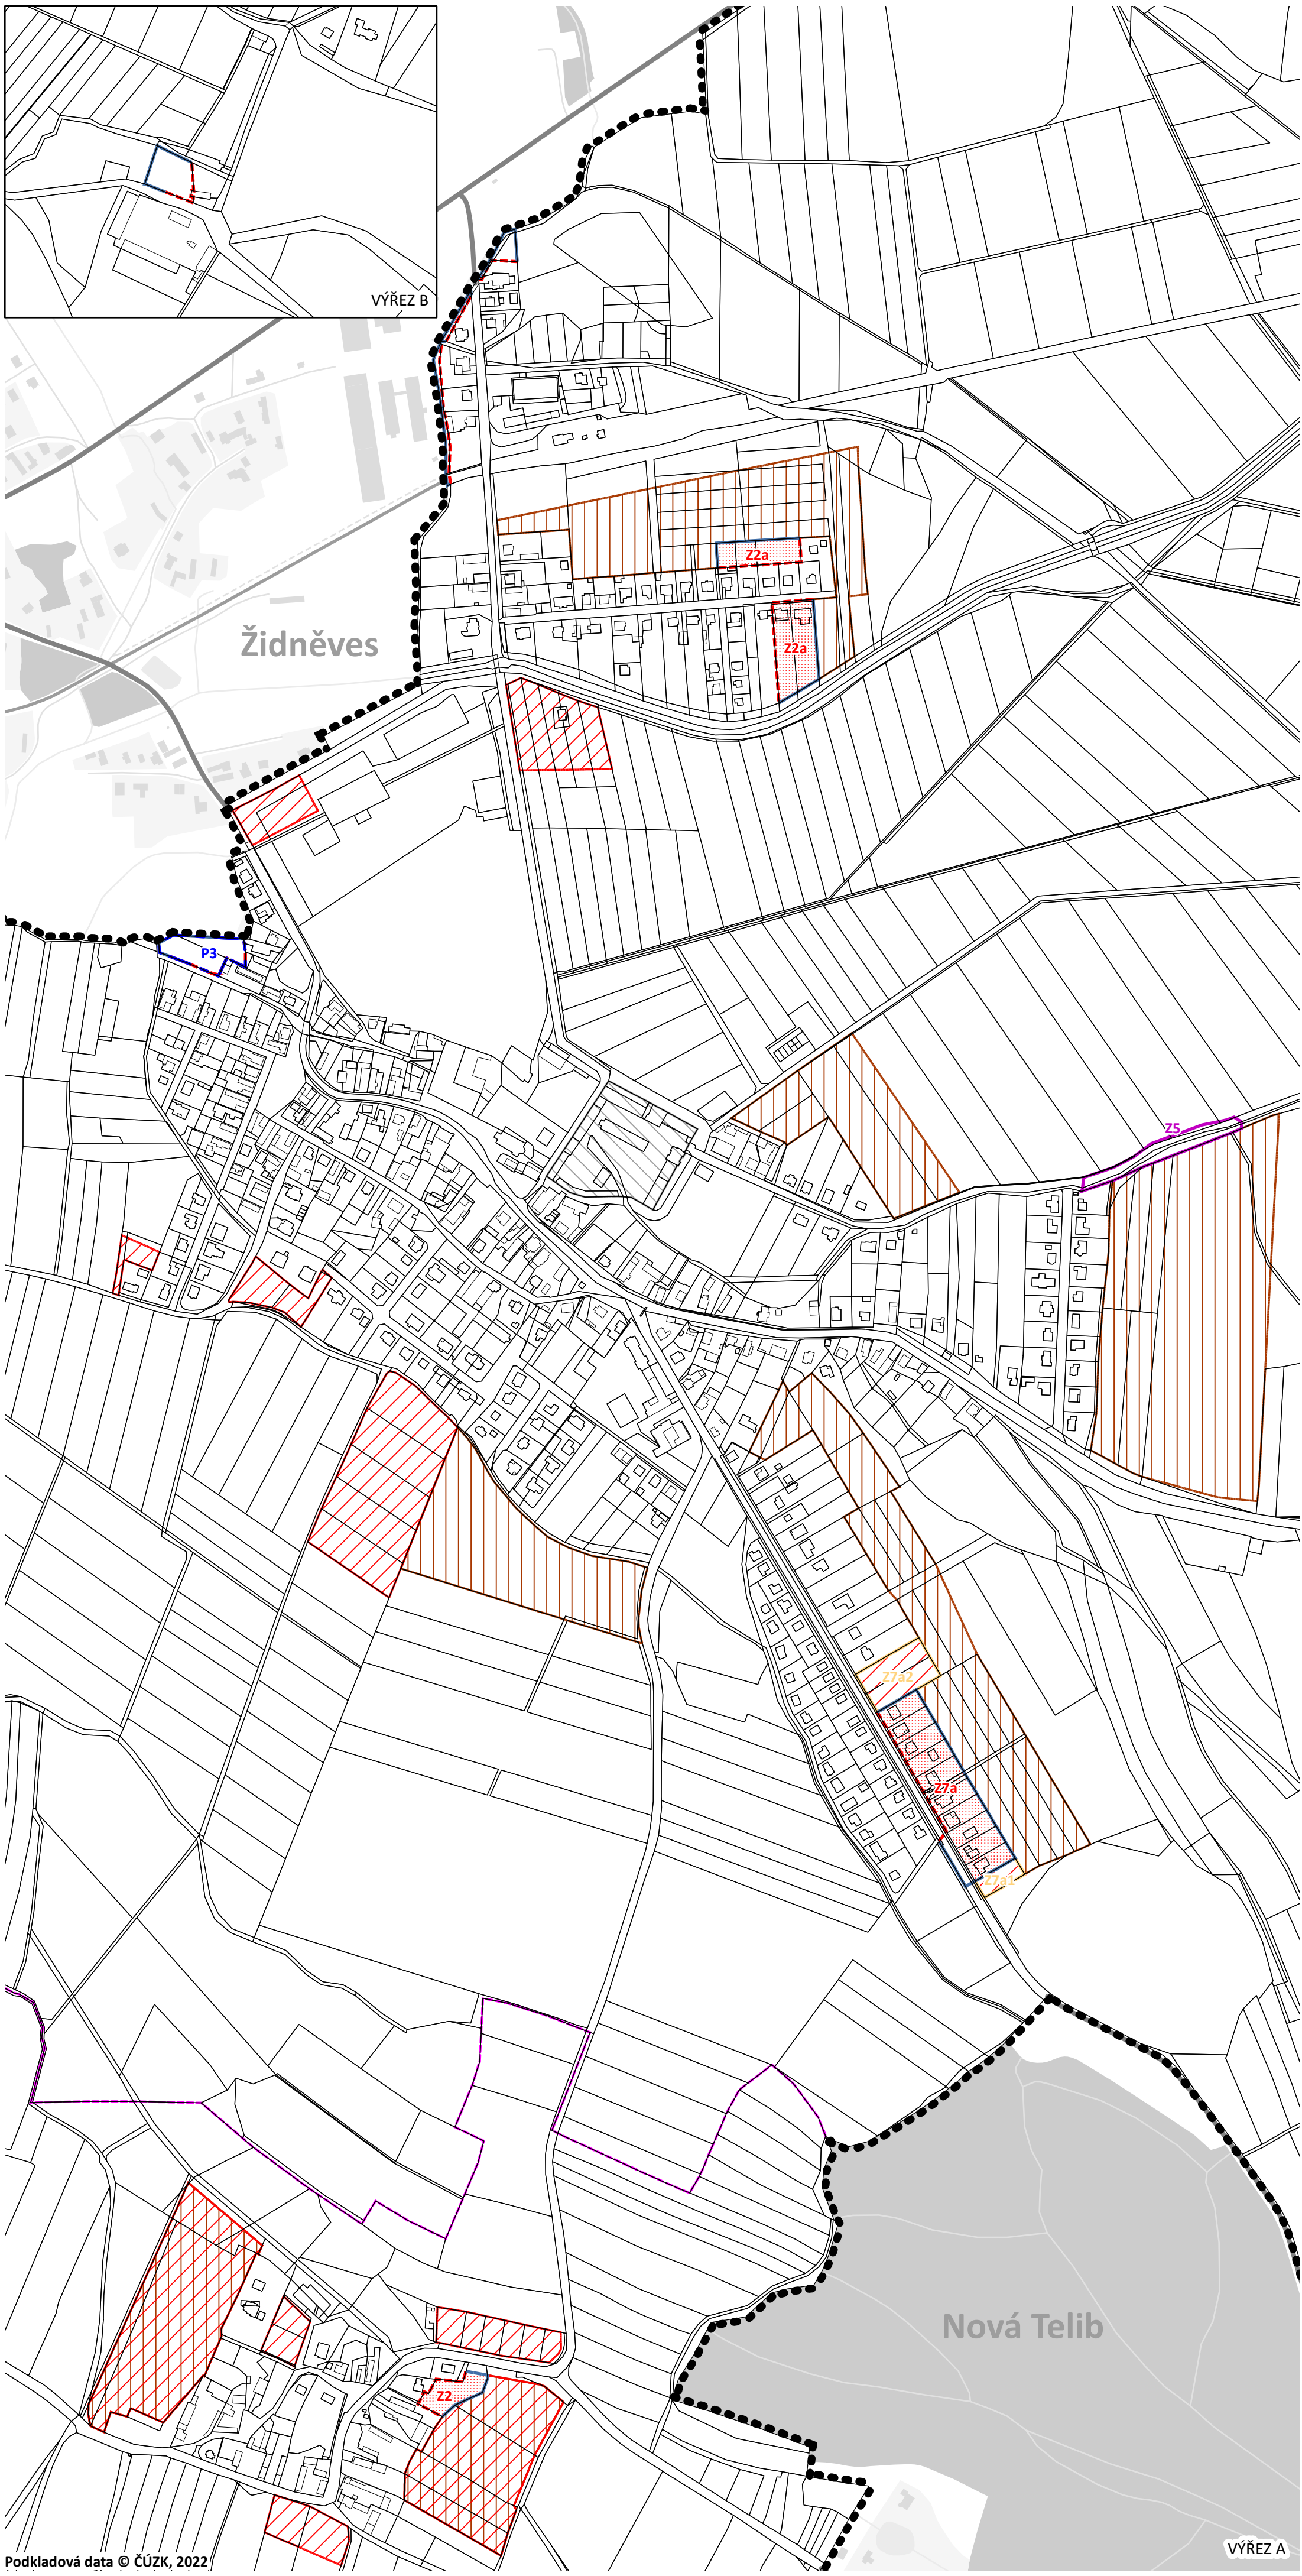 VÝŘEZ B
Z2a
Židněves
Z2a
P3
Z5
Z7a2
Z7a
Z7a1
Nová Telib
Z2
VÝŘEZ A
Podkladová data © ČÚZK, 2022